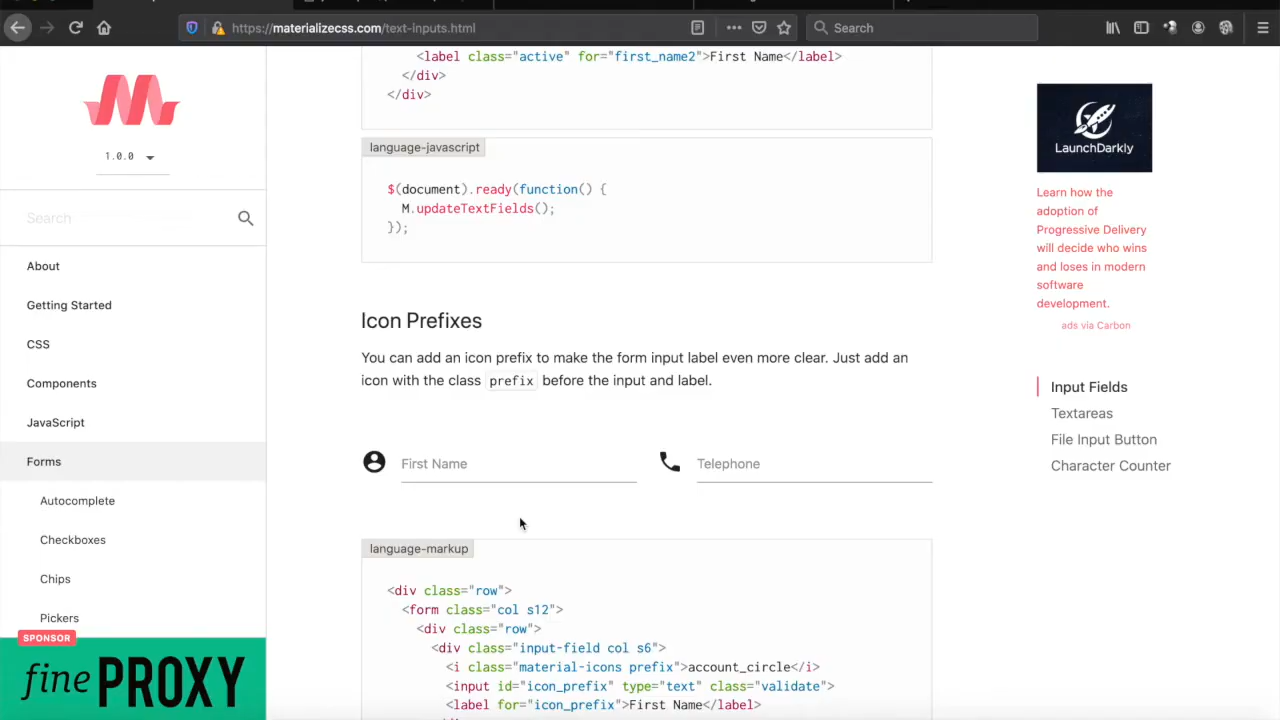 https://materializecss.com/text-inputs.html
Search
1.0.0
Search
About
Getting Started
CSS
Components
JavaScript
Forms
Autocomplete
Checkboxes
Chips
Pickers
SPONSOR
fine PROXY
<label class="active" for="first_name2">First Name</label>
</div>
</div>
language-javascript
$(document).ready(function() {
M.updateTextFields();
});
Icon Prefixes
You can add an icon prefix to make the form input label even more clear. Just add an
icon with the class prefix before the input and label.
First Name
Telephone
language-markup
<div class="row">
<form class="col s12">
<div class="row">
<div class="input-field col s6">
<i class="material-icons prefix">account_circle</i>
<input id="icon_prefix" type="text" class="validate">
<label for="icon_prefix">First Name</label>
LaunchDarkly
Learn how the
adoption of
Progressive Delivery
will decide who wins
and loses in modern
software
development.
ads via Carbon
Input Fields
Textareas
File Input Button
Character Counter